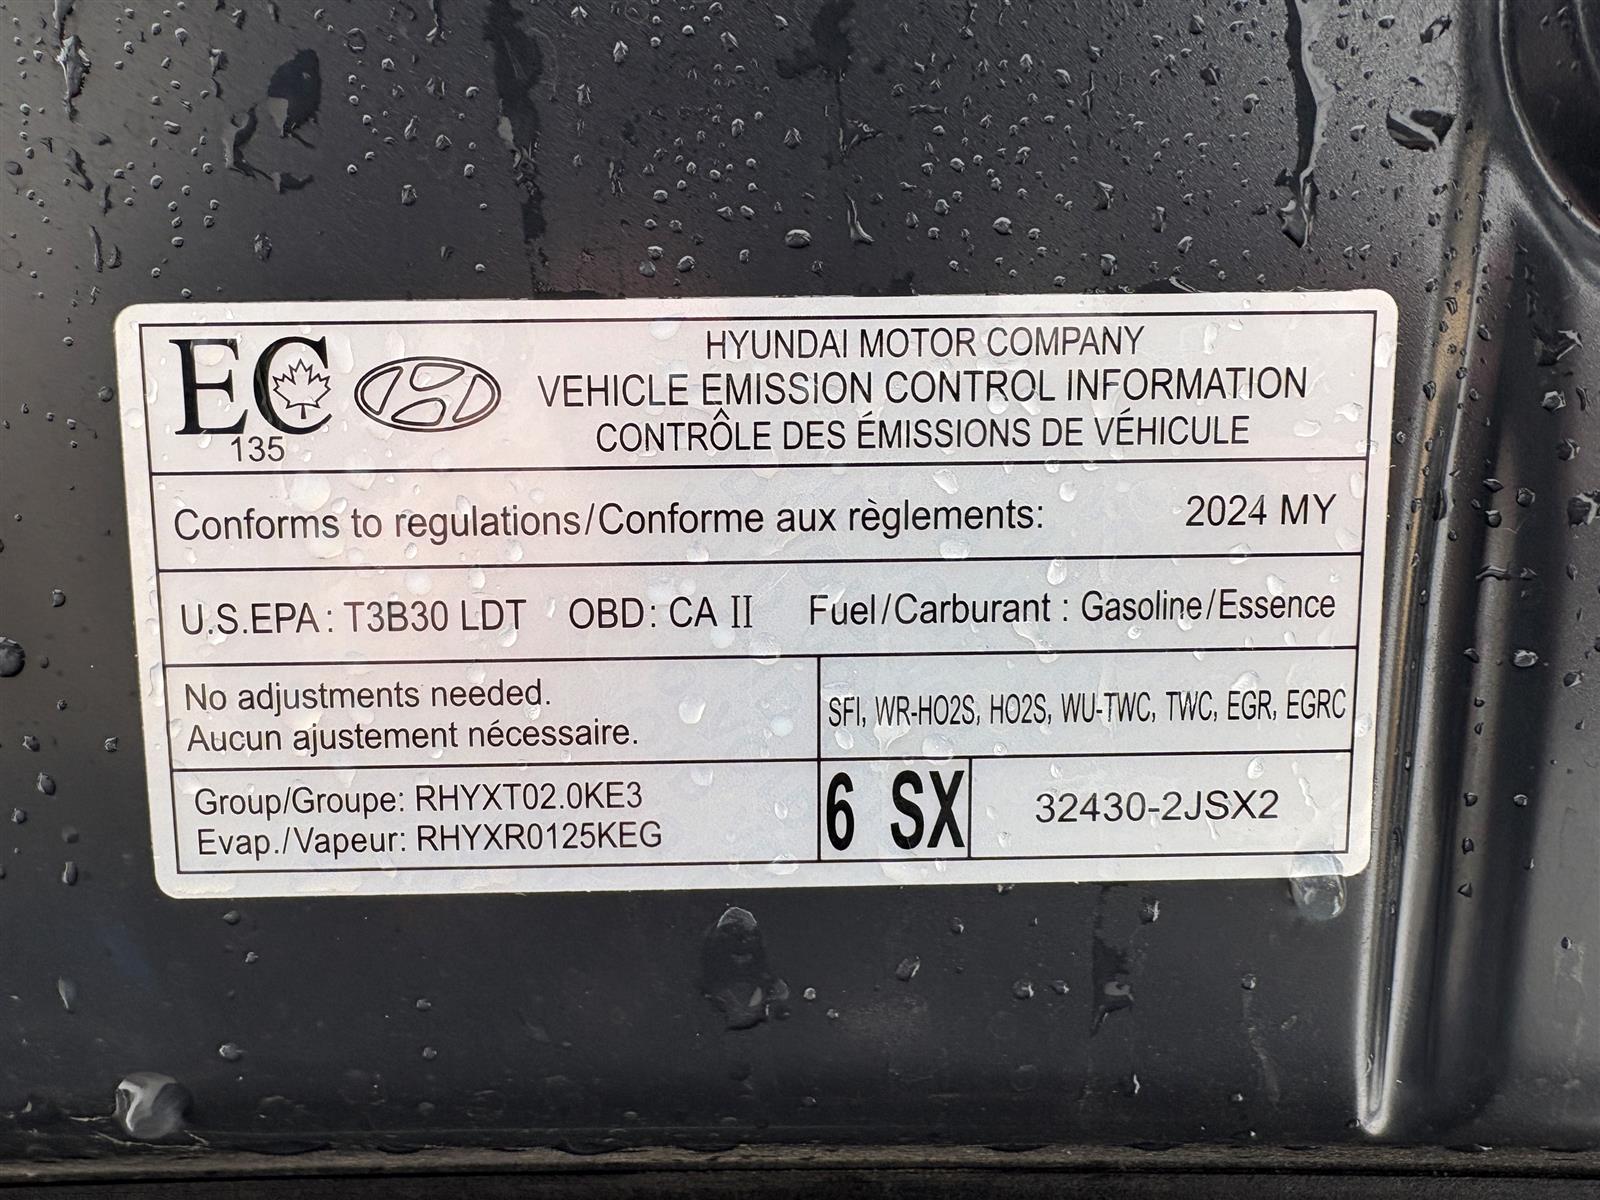 EC
135
HYUNDAI MOTOR COMPANY
VEHICLE EMISSION CONTROL INFORMATION
CONTRÔLE DES ÉMISSIONS DE VÉHICULE
Conforms to regulations/Conforme aux règlements: 2024 MY
U.S.EPA: T3B30 LDT OBD: CA II Fuel/Carburant : Gasoline/Essence
No adjustments needed.
Aucun ajustement nécessaire.
SFI, WR-HO2S, HO2S, WU-TWC, TWC, EGR, EGRC
Group/Groupe: RHYXT02.0KE3
Evap./Vapeur: RHYXR0125KEG
6 SX
32430-2JSX2